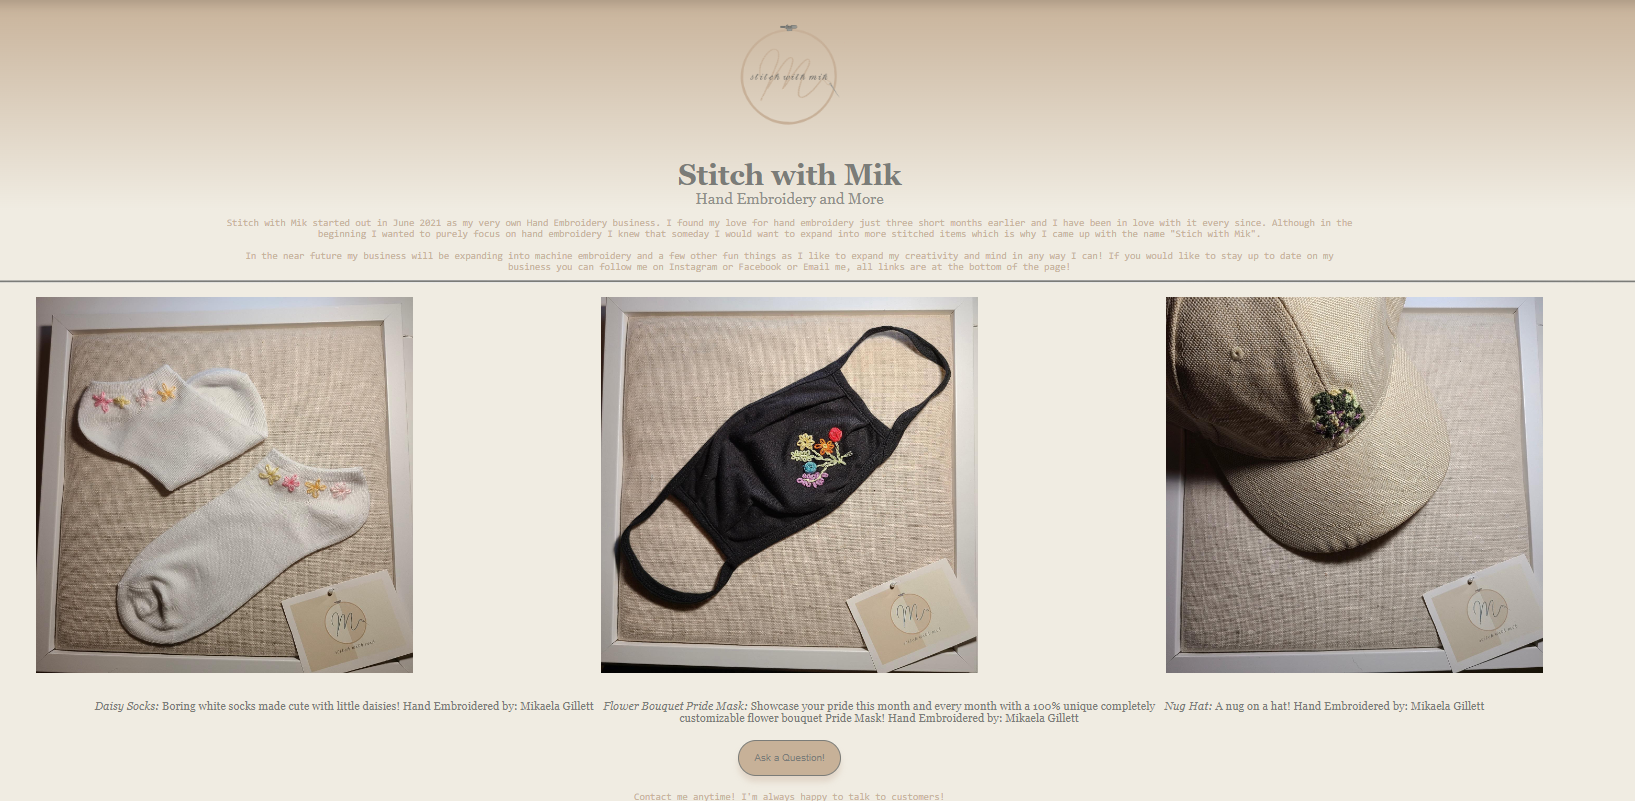 stitch with mik
Stitch with Mik
Hand Embroidery and More
Stitch with Mik started out in June 2021 as my very own Hand Embroidery business. I found my love for hand embroidery just three short months earlier and I have been in love with it every since. Although in the
beginning I wanted to purely focus on hand embroidery I knew that someday I would want to expand into more stitched items which is why I came up with the name "Stich with Mik".
In the near future my business will be expanding into machine embroidery and a few other fun things as I like to expand my creativity and mind in any way I can! If you would like to stay up to date on my
business you can follow me on Instagram or Facebook or Email me, all links are at the bottom of the page!
stitch with mik
stitch with mik
stitch with mik
Daisy Socks: Boring white socks made cute with little daisies! Hand Embroidered by: Mikaela Gillett
Flower Bouquet Pride Mask: Showcase your pride this month and every month with a 100% unique completely
customizable flower bouquet Pride Mask! Hand Embroidered by: Mikaela Gillett
Nug Hat: A nug on a hat! Hand Embroidered by: Mikaela Gillett
Ask a Question!
Contact me anytime! I'm always happy to talk to customers!